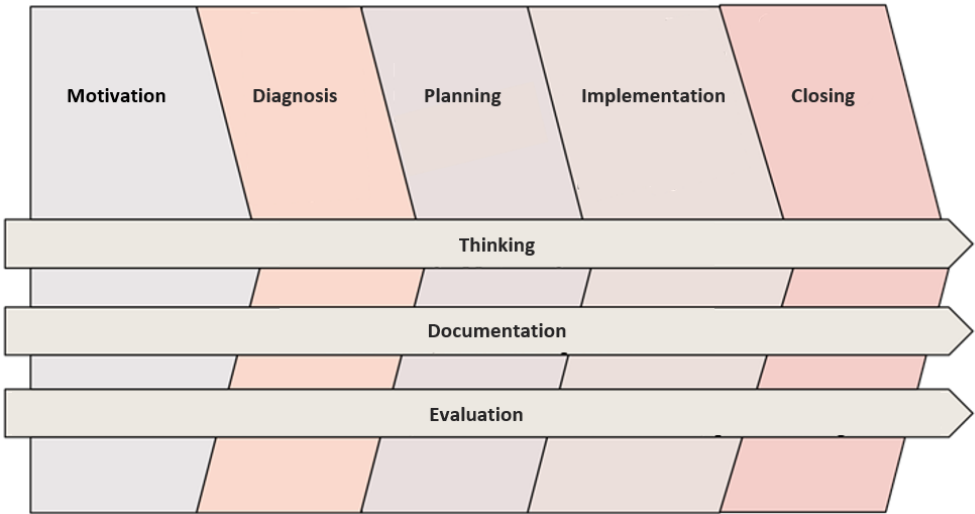 Motivation
Diagnosis
Planning
Implementation
Closing
Thinking
Documentation
Evaluation